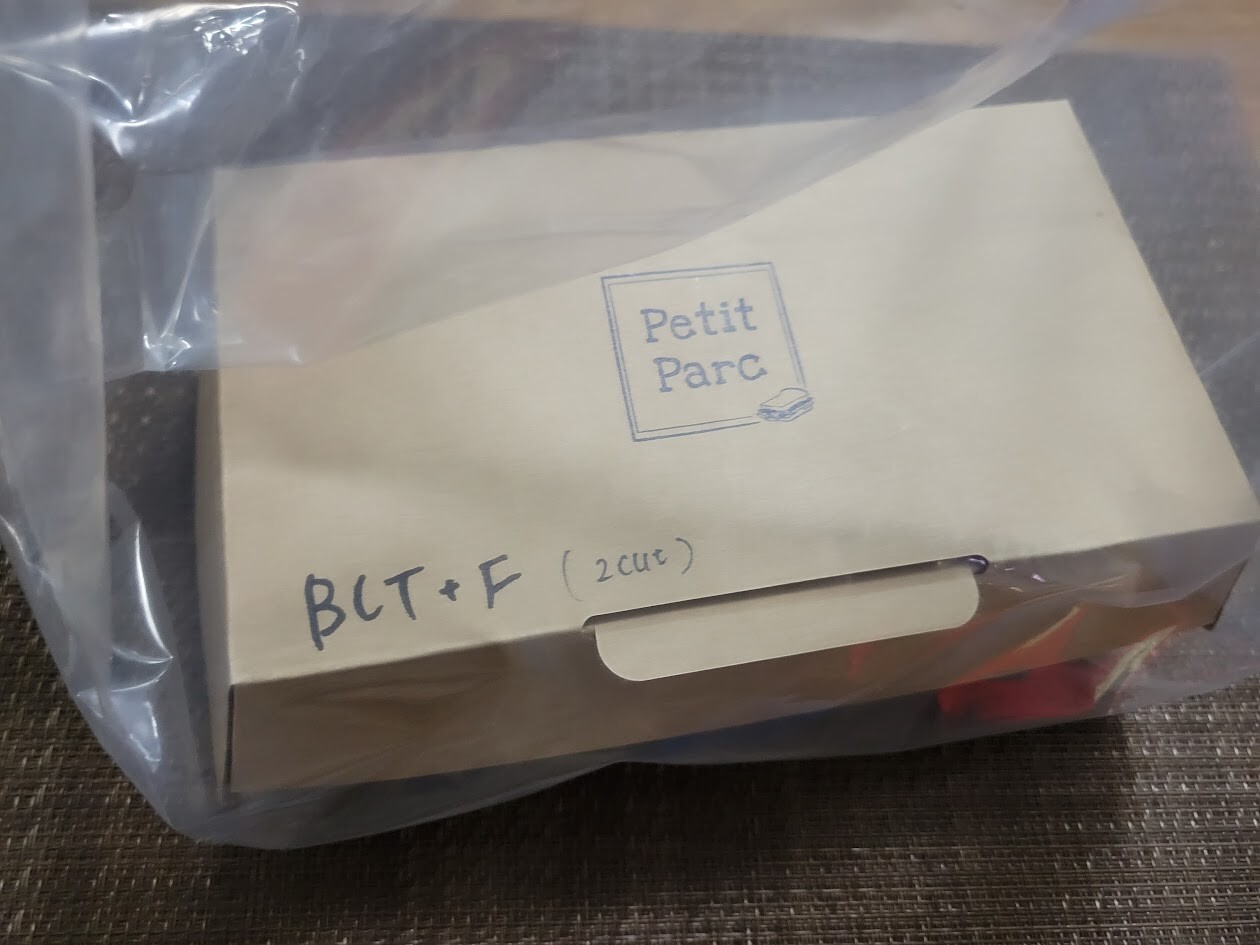 Petit
Parc
BCT + F (2cut)